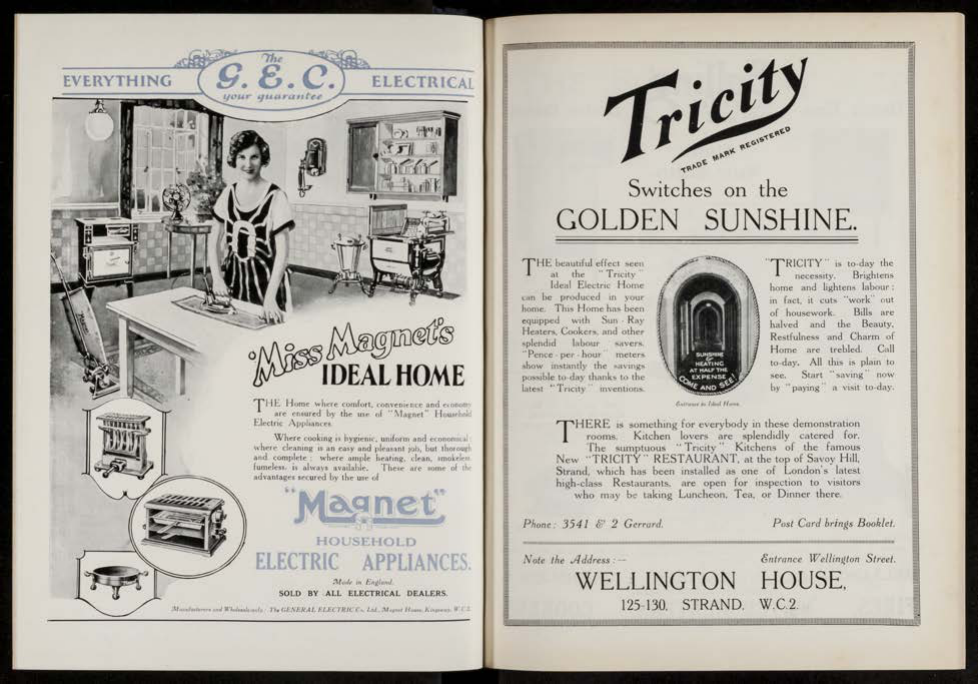 The
EVERYTHING G.E.C. ELECTRICAL
your guarantee
"Miss Magnet's
IDEAL HOME
THE Home where comfort, convenience and economy
are ensured by the use of "Magnet" Household
Electric Appliances.
Where cooking is hygienic, uniform and economical;
where cleaning is an easy and pleasant job, but thorough
and complete; where ample heating, clean, smokeless
fumeless, is always available. These are some of the
advantages secured by the use of
"Magnet"
HOUSEHOLD
ELECTRIC APPLIANCES.
Made in England.
SOLD BY ALL ELECTRICAL DEALERS.
Manufacturers and Wholesale only: The GENERAL ELECTRIC Co., Ltd., Magnet House, Kingsway, W.C.2
Tricity
TRADE MARK REGISTERED
Switches on the
GOLDEN SUNSHINE.
THE beautiful effect seen
at the "Tricity"
Ideal Electric Home
can be produced in your
home. This Home has been
equipped with Sun-Ray
Heaters, Cookers, and other
splendid labour savers.
"Pence-per-hour" meters
show instantly the savings
possible to-day thanks to the
latest "Tricity" inventions.
SUNSHINE
OF
HEATING
AT HALF THE
EXPENSE
COME AND SEE!
Entrance to Ideal Home.
"TRICITY" is to-day the
necessity. Brightens
home and lightens labour;
in fact, it cuts "work" out
of housework. Bills are
halved and the Beauty,
Restfulness and Charm of
Home are trebled. Call
to-day. All this is plain to
see. Start "saving" now
by "paying" a visit to-day.
THERE is something for everybody in these demonstration
rooms. Kitchen lovers are splendidly catered for.
The sumptuous "Tricity" Kitchens of the famous
New "TRICITY" RESTAURANT, at the top of Savoy Hill,
Strand, which has been installed as one of London's latest
high-class Restaurants, are open for inspection to visitors
who may be taking Luncheon, Tea, or Dinner there.
Phone: 3541 & 2 Gerrard. Post Card brings Booklet.
Note the Address:— Entrance Wellington Street.
WELLINGTON HOUSE,
125-130, STRAND, W.C.2.